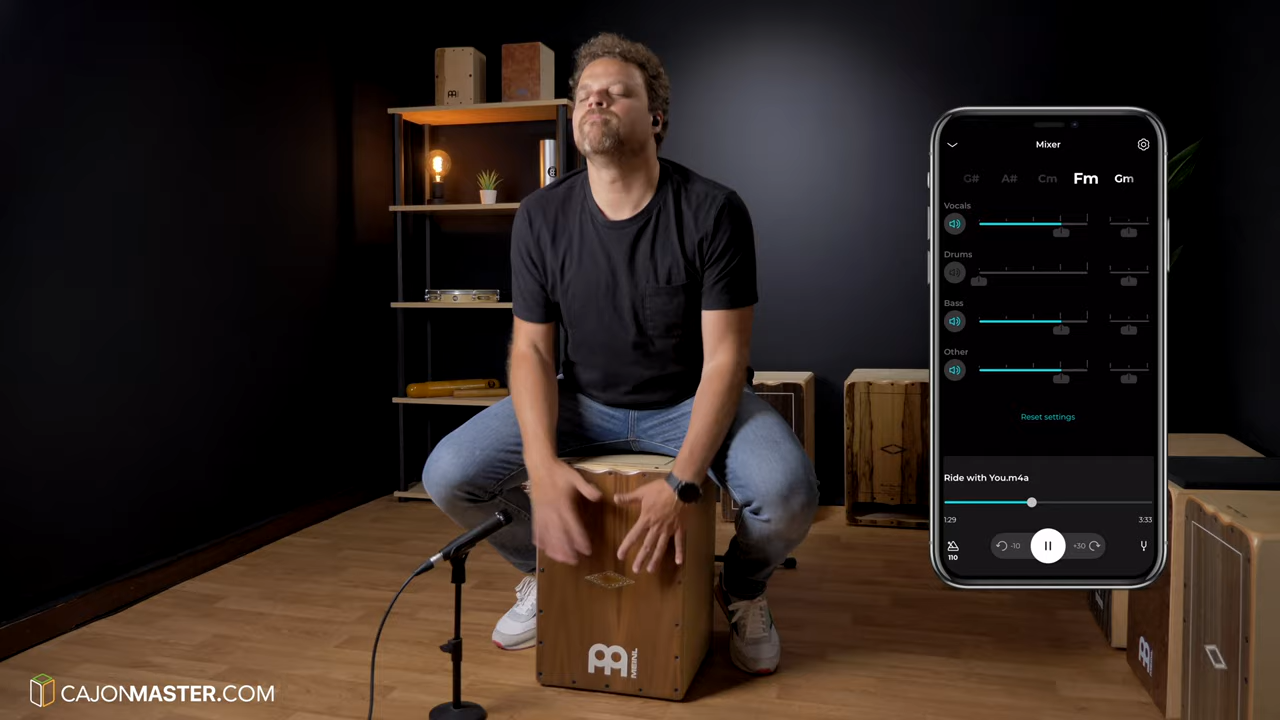 Mixer
G# A# Cm Fm Gm
Vocals
Drums
Bass
Other
Reset settings
Ride with You.m4a
1:29 3:33
-10 +30
110
MEINL
CAJONMASTER.COM